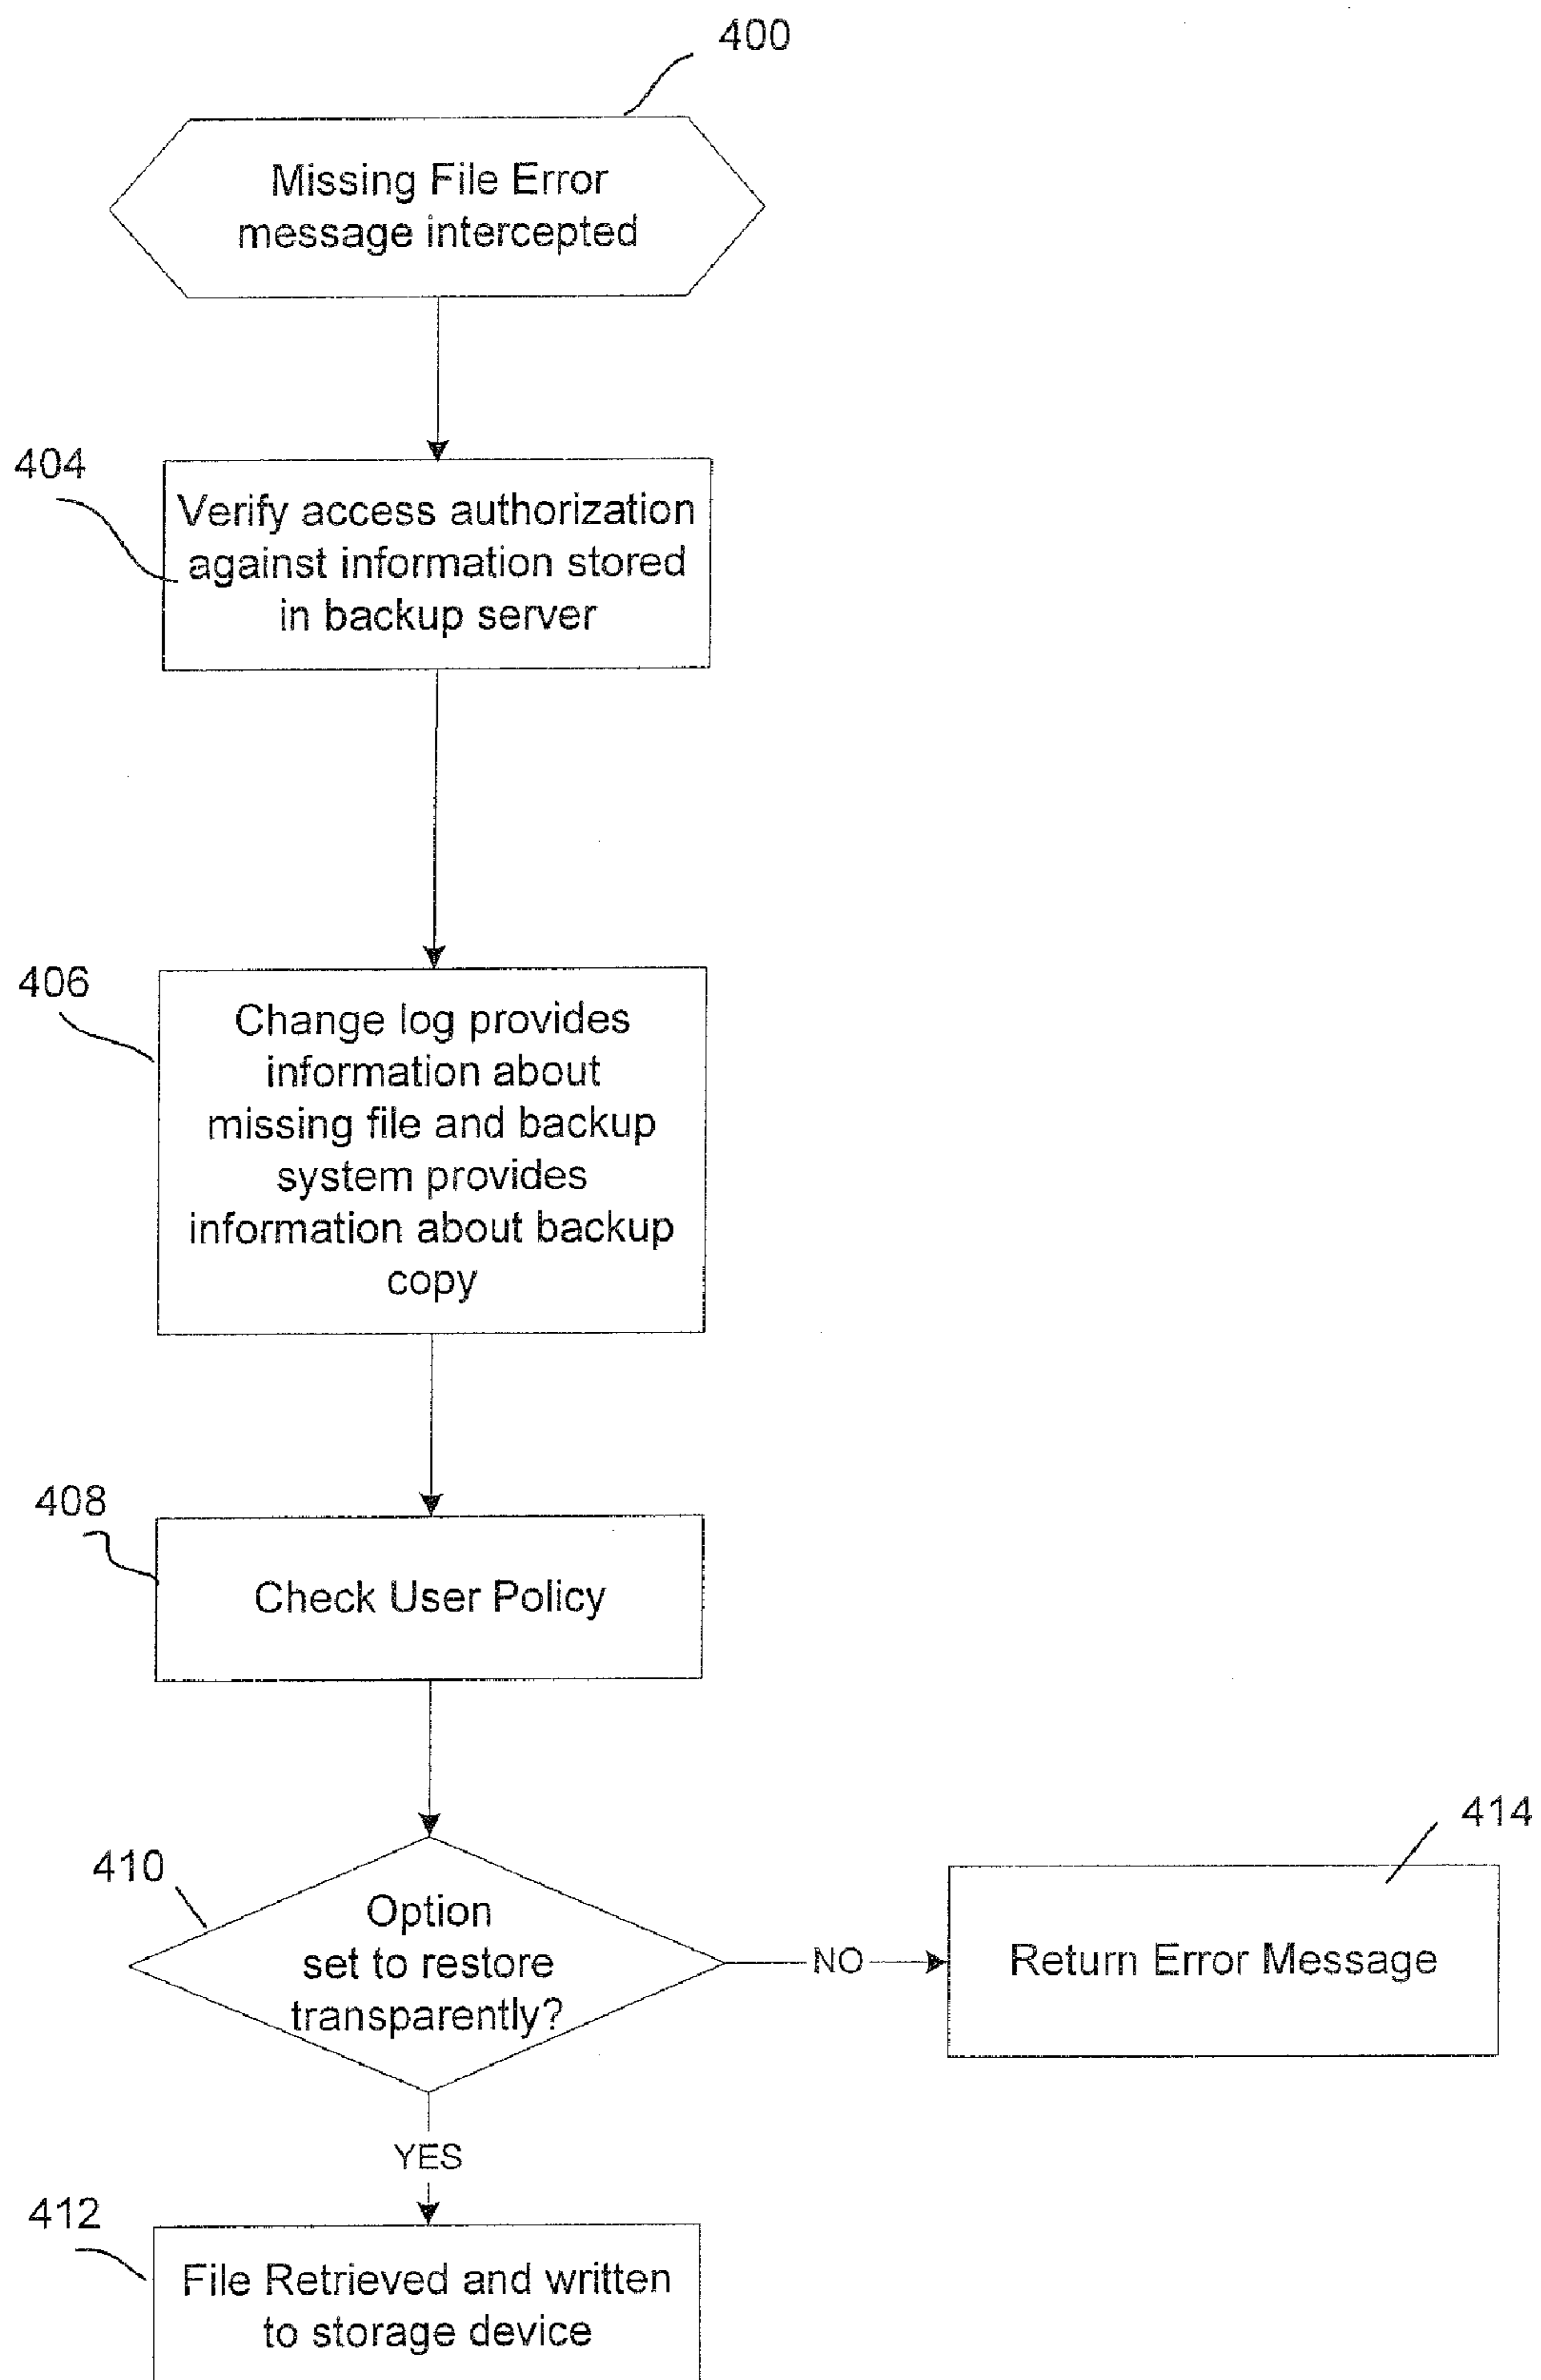 400
Missing File Error
message intercepted
404
Verify access authorization
against information stored
in backup server
406
Change log provides
information about
missing file and backup
system provides
information about backup
copy
408
Check User Policy
410
Option
set to restore
transparently?
NO
414
Return Error Message
YES
412
File Retrieved and written
to storage device